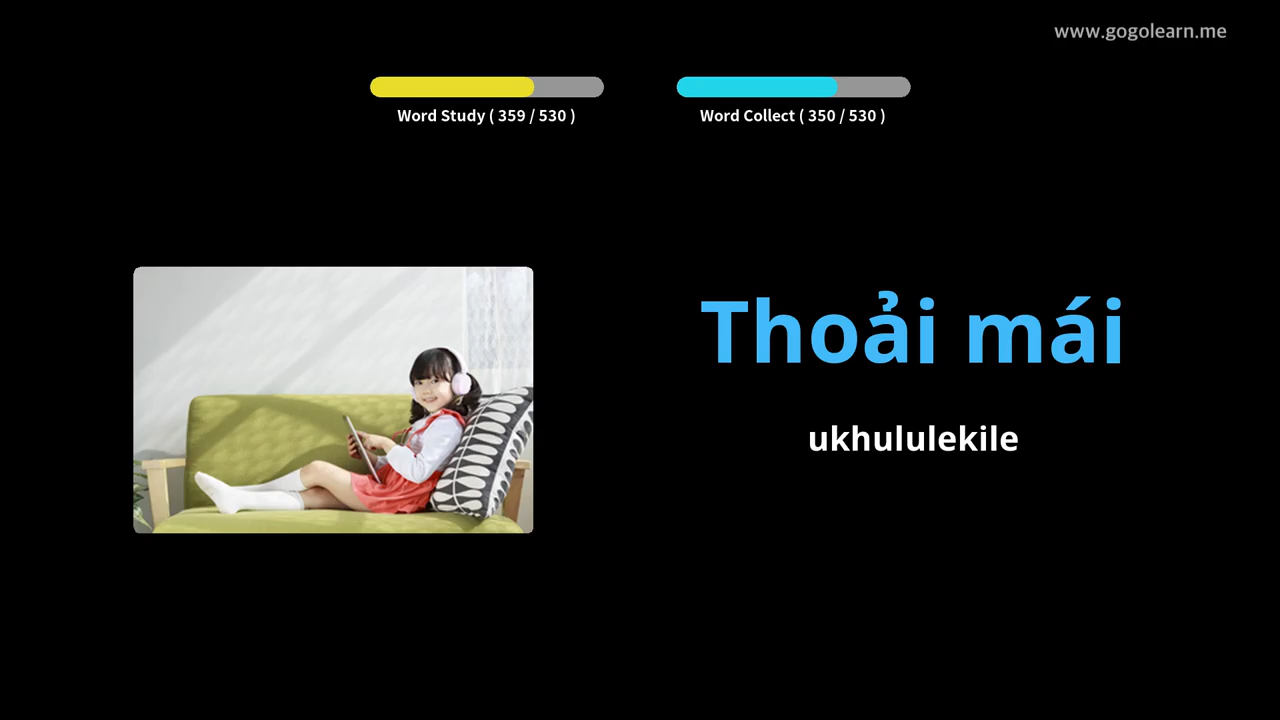 www.gogolearn.me
Word Study ( 359 / 530 )
Word Collect ( 350 / 530 )
Thoải mái
ukhululekile